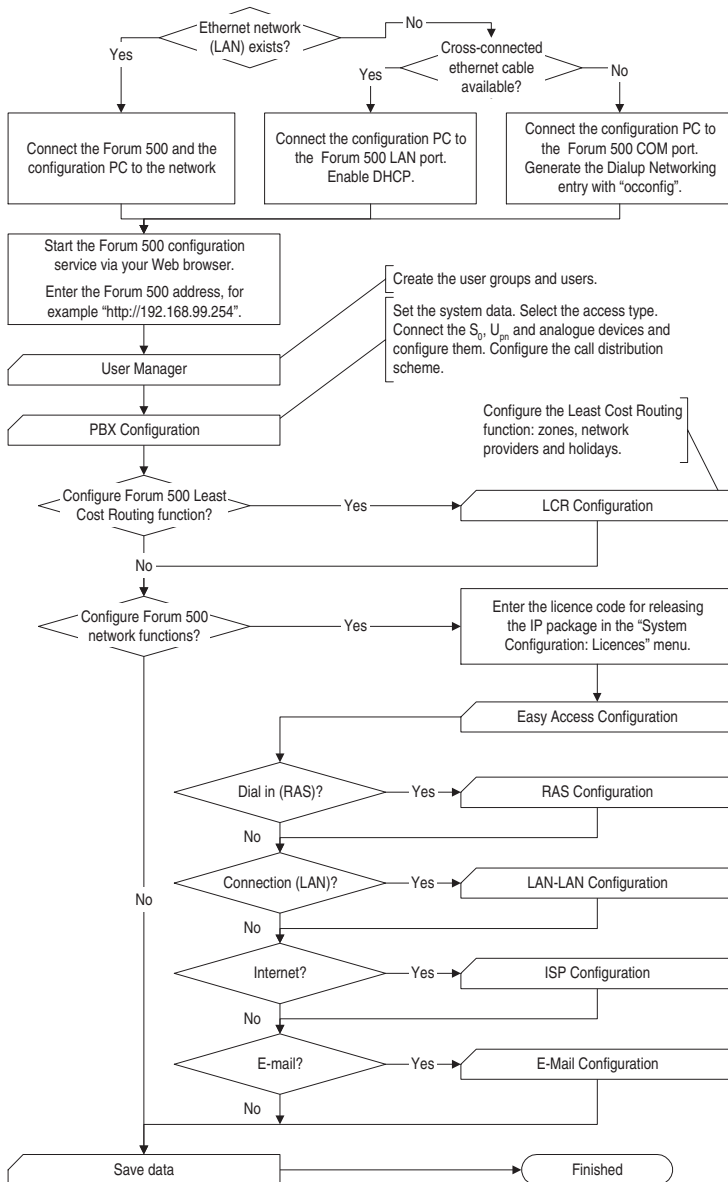 Ethernet network
(LAN) exists?
No
Yes
Cross-connected
ethernet cable
available?
Yes
No
Connect the Forum 500 and the
configuration PC to the network
Connect the configuration PC to
the Forum 500 LAN port.
Enable DHCP.
Connect the configuration PC to
the Forum 500 COM port.
Generate the Dialup Networking
entry with “occonfig”.
Start the Forum 500 configuration
service via your Web browser.
Enter the Forum 500 address, for
example “http://192.168.99.254”.
Create the user groups and users.
Set the system data. Select the access type.
Connect the S0, Upn and analogue devices and
configure them. Configure the call distribution
scheme.
User Manager
PBX Configuration
Configure the Least Cost Routing
function: zones, network
providers and holidays.
Configure Forum 500 Least
Cost Routing function?
Yes
LCR Configuration
No
Configure Forum 500
network functions?
Yes
Enter the licence code for releasing
the IP package in the “System
Configuration: Licences” menu.
Easy Access Configuration
Dial in (RAS)?
Yes
RAS Configuration
No
Connection (LAN)?
Yes
LAN-LAN Configuration
No
No
Internet?
Yes
ISP Configuration
No
E-mail?
Yes
E-Mail Configuration
No
Save data
Finished